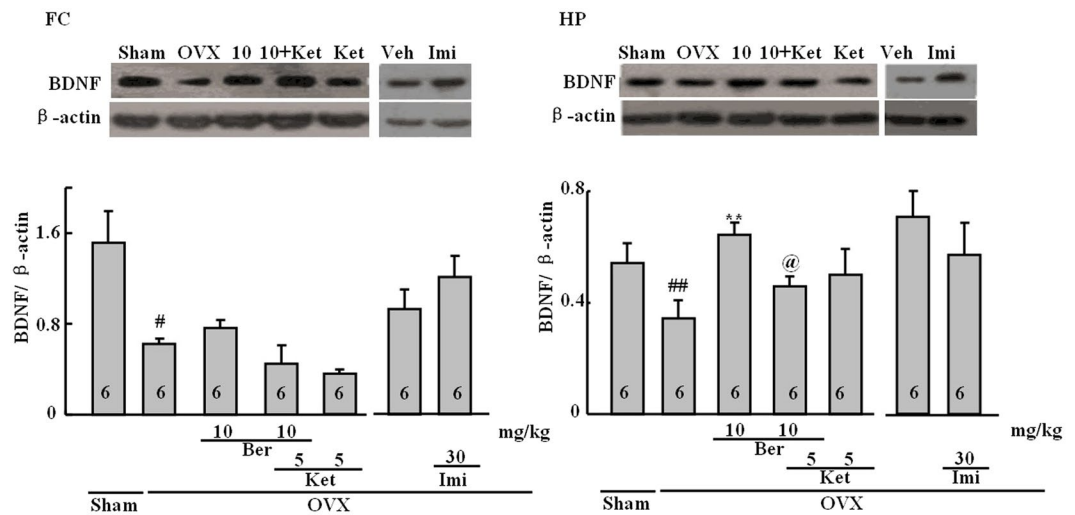 FC
Sham OVX 10 10+Ket Ket Veh Imi
BDNF
β-actin
BDNF/ β-actin
1.6
0.8
0
#
6 6 6 6 6 6 6
10 10
Ber
5 5
Ket
30
Imi
mg/kg
Sham OVX
HP
Sham OVX 10 10+Ket Ket Veh Imi
BDNF
β-actin
BDNF/ β-actin
0.8
0.4
0
## ** @
6 6 6 6 6 6 6
10 10
Ber
5 5
Ket
30
Imi
mg/kg
Sham OVX